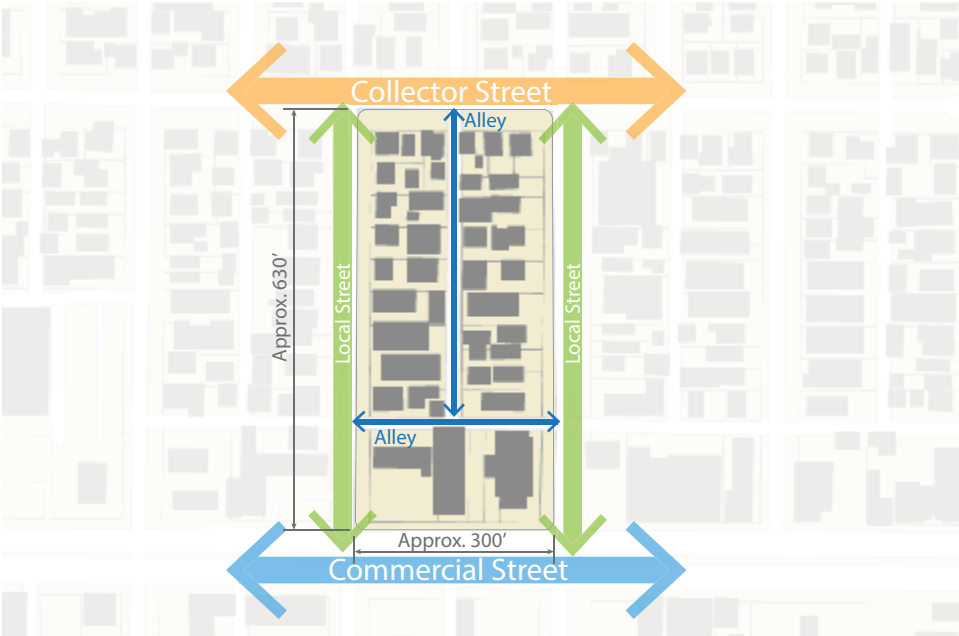 Collector Street
Alley
Approx. 630’
Local Street
Local Street
Alley
Approx. 300’
Commercial Street